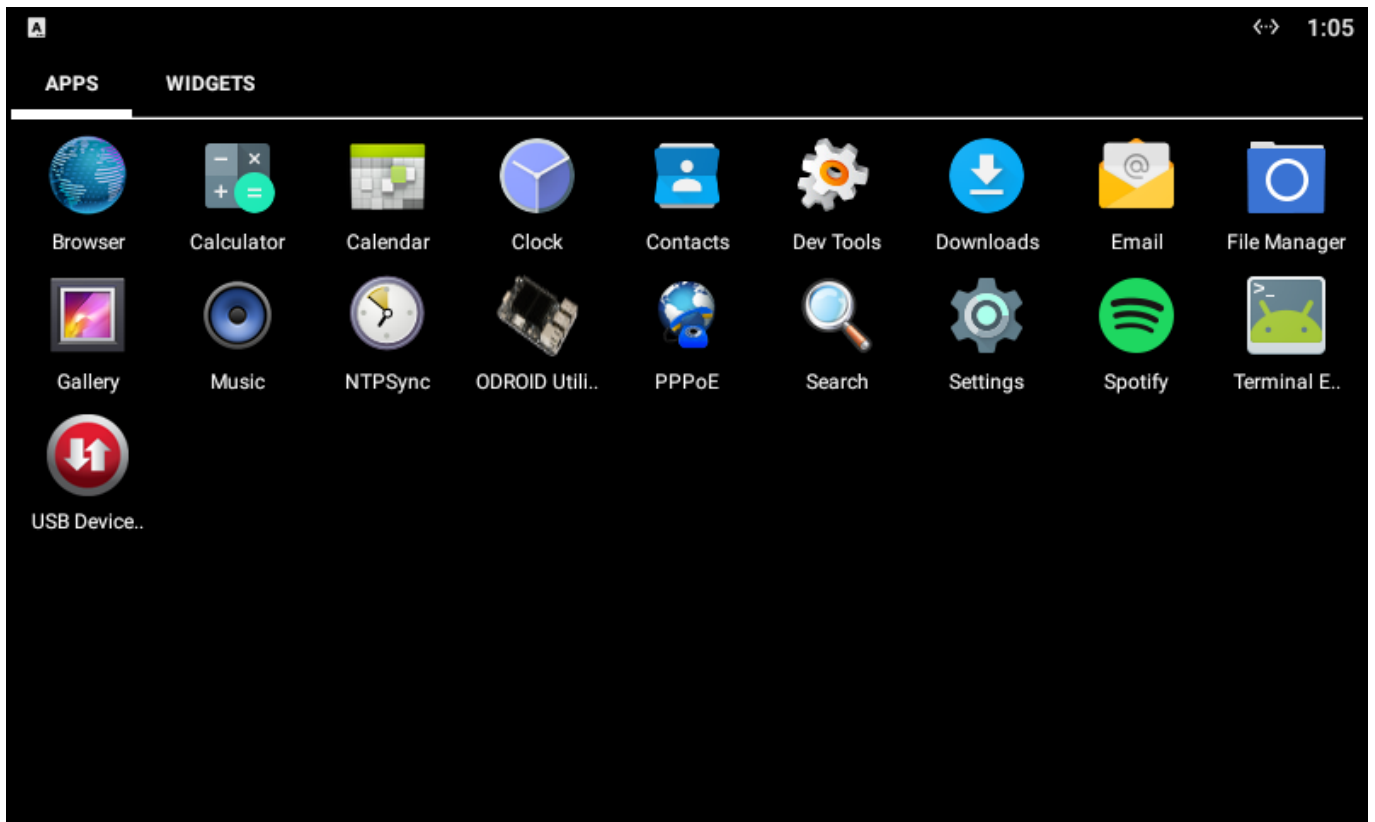 A
1:05
APPS WIDGETS
Browser Calculator Calendar Clock Contacts Dev Tools Downloads Email File Manager
Gallery Music NTPSync ODROID Utili.. PPPoE Search Settings Spotify Terminal E..
USB Device..